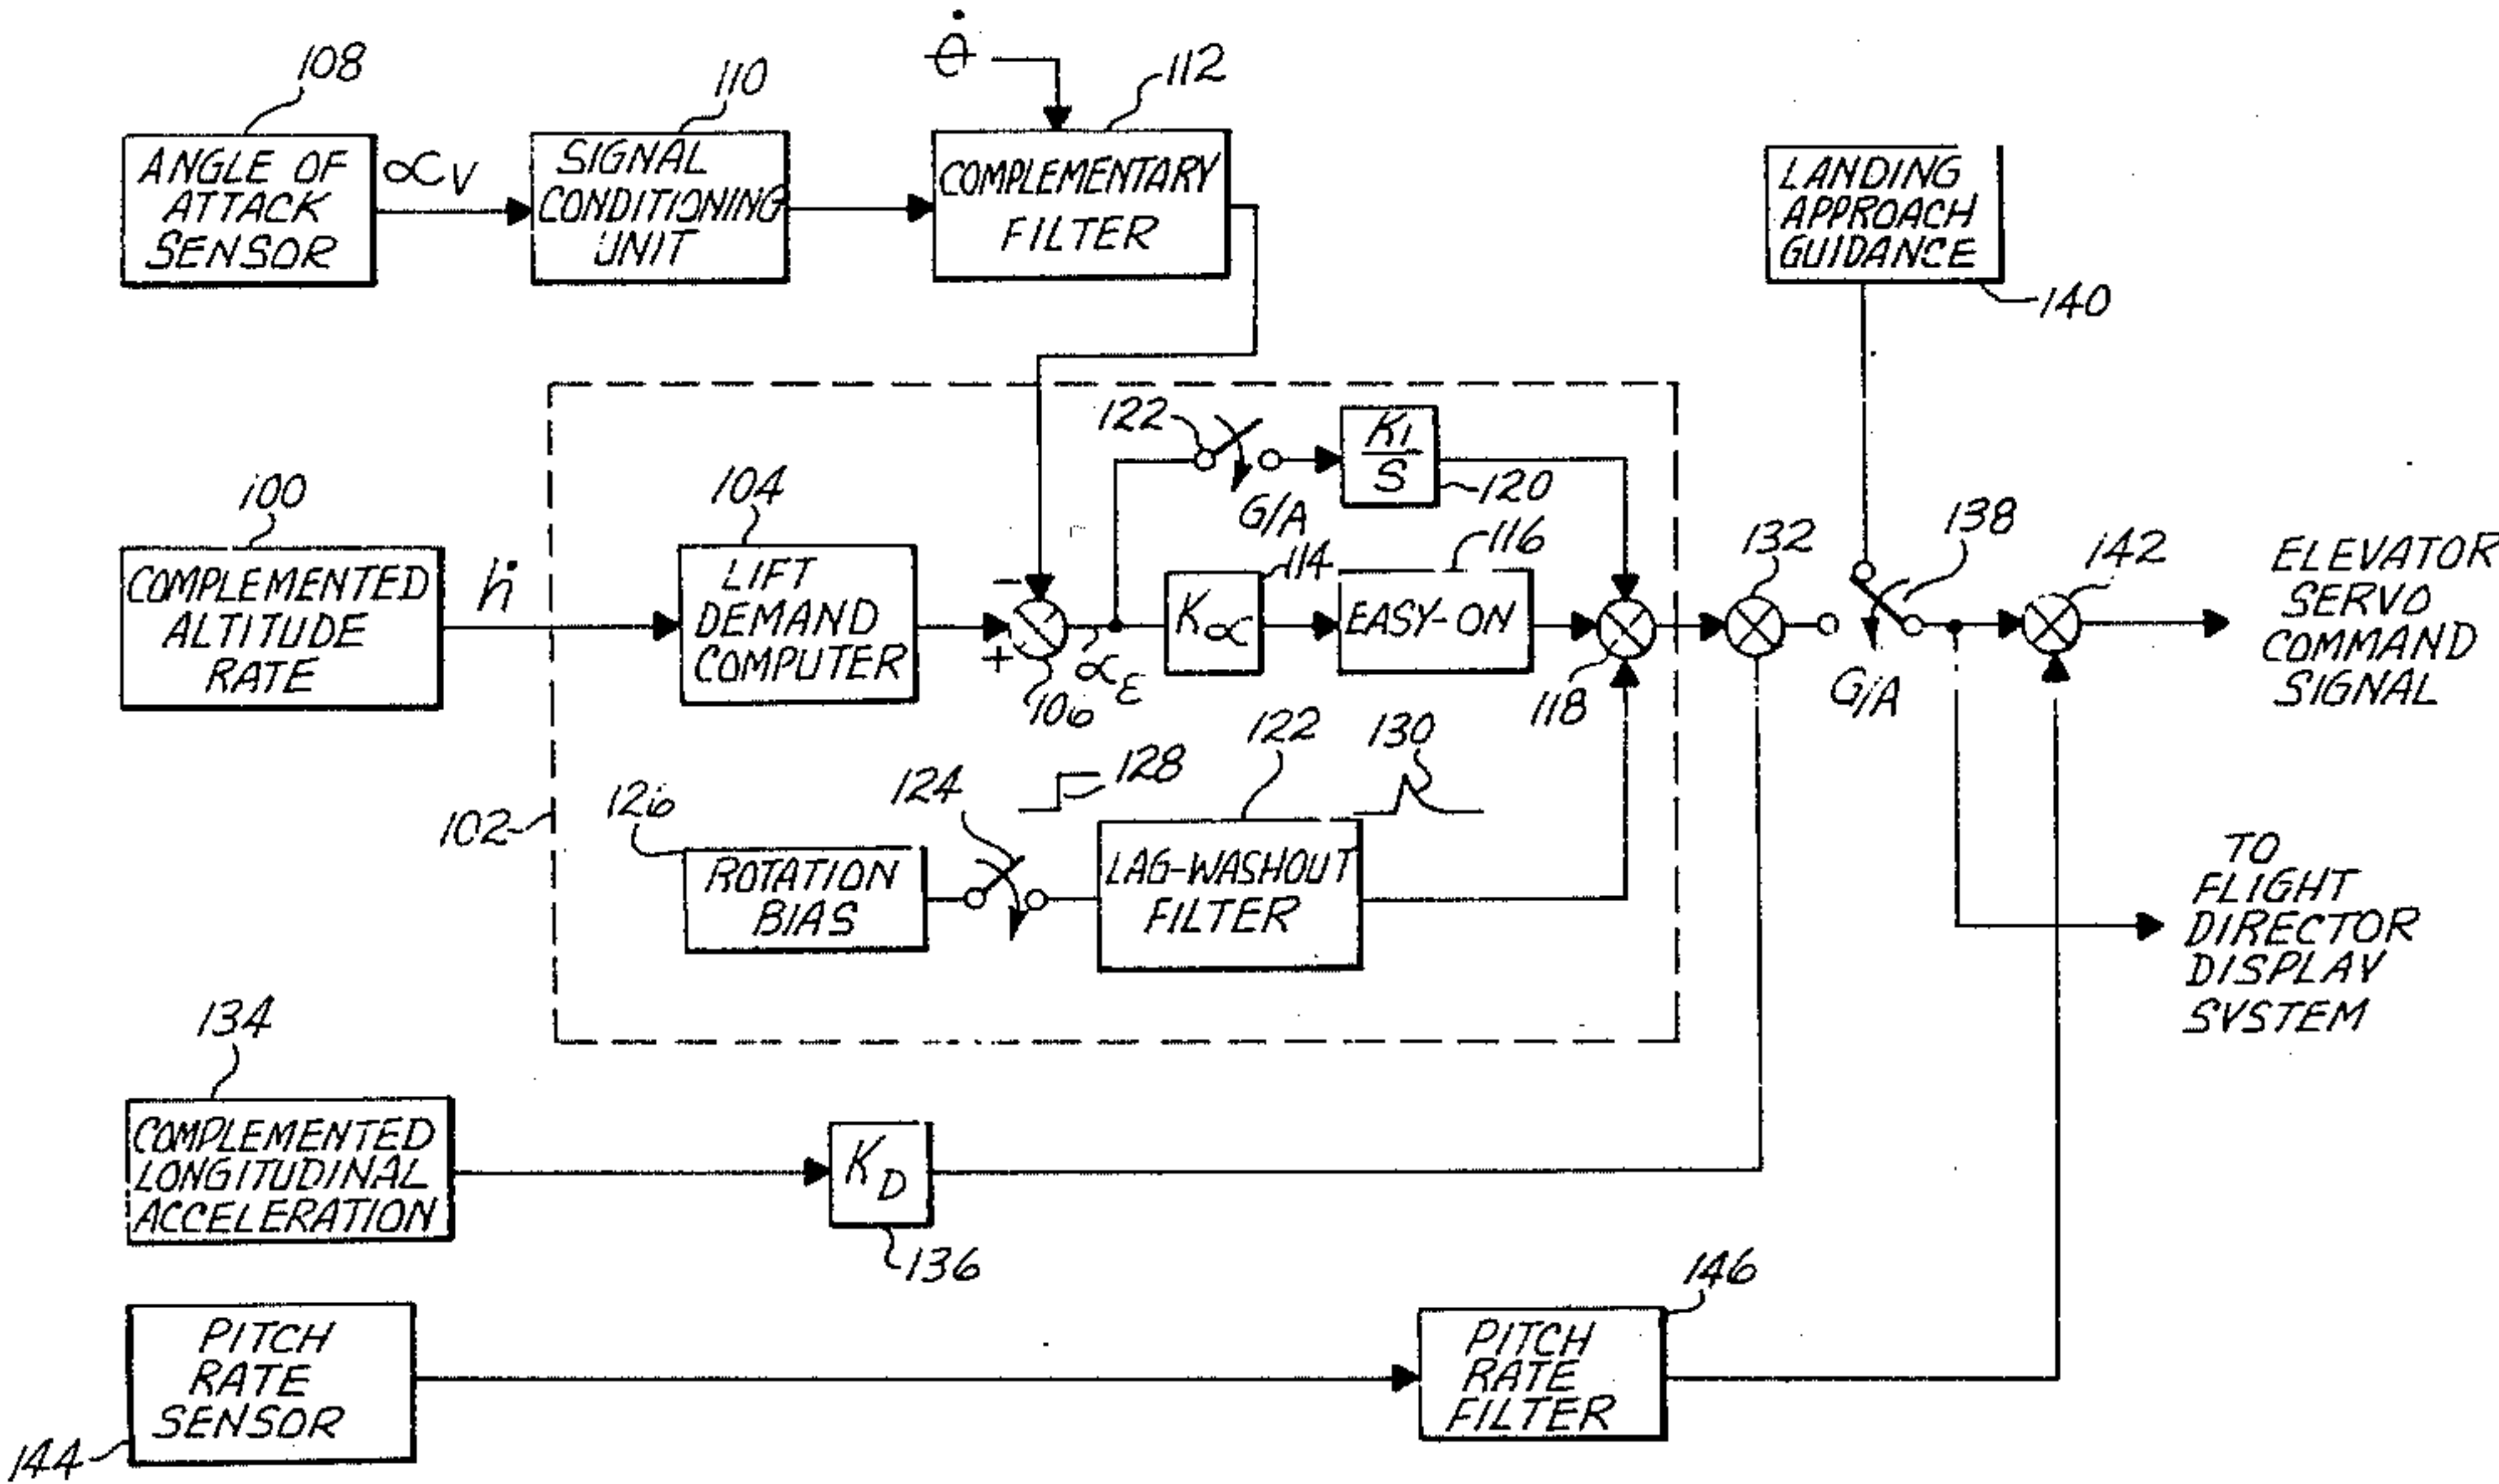 108
ANGLE OF
ATTACK
SENSOR
αV
110
SIGNAL
CONDITIONING
UNIT
θ̇
112
COMPLEMENTARY
FILTER
LANDING
APPROACH
GUIDANCE
140
100
COMPLEMENTED
ALTITUDE
RATE
ḣ
102
104
LIFT
DEMAND
COMPUTER
−
+
106
αε
122
G/A
KI
S
120
114
Kα
116
EASY-ON
118
132
138
G/A
142
ELEVATOR
SERVO
COMMAND
SIGNAL
126
ROTATION
BIAS
124
128
122
LAG-WASHOUT
FILTER
130
TO
FLIGHT
DIRECTOR
DISPLAY
SYSTEM
134
COMPLEMENTED
LONGITUDINAL
ACCELERATION
KD
136
144
PITCH
RATE
SENSOR
146
PITCH
RATE
FILTER